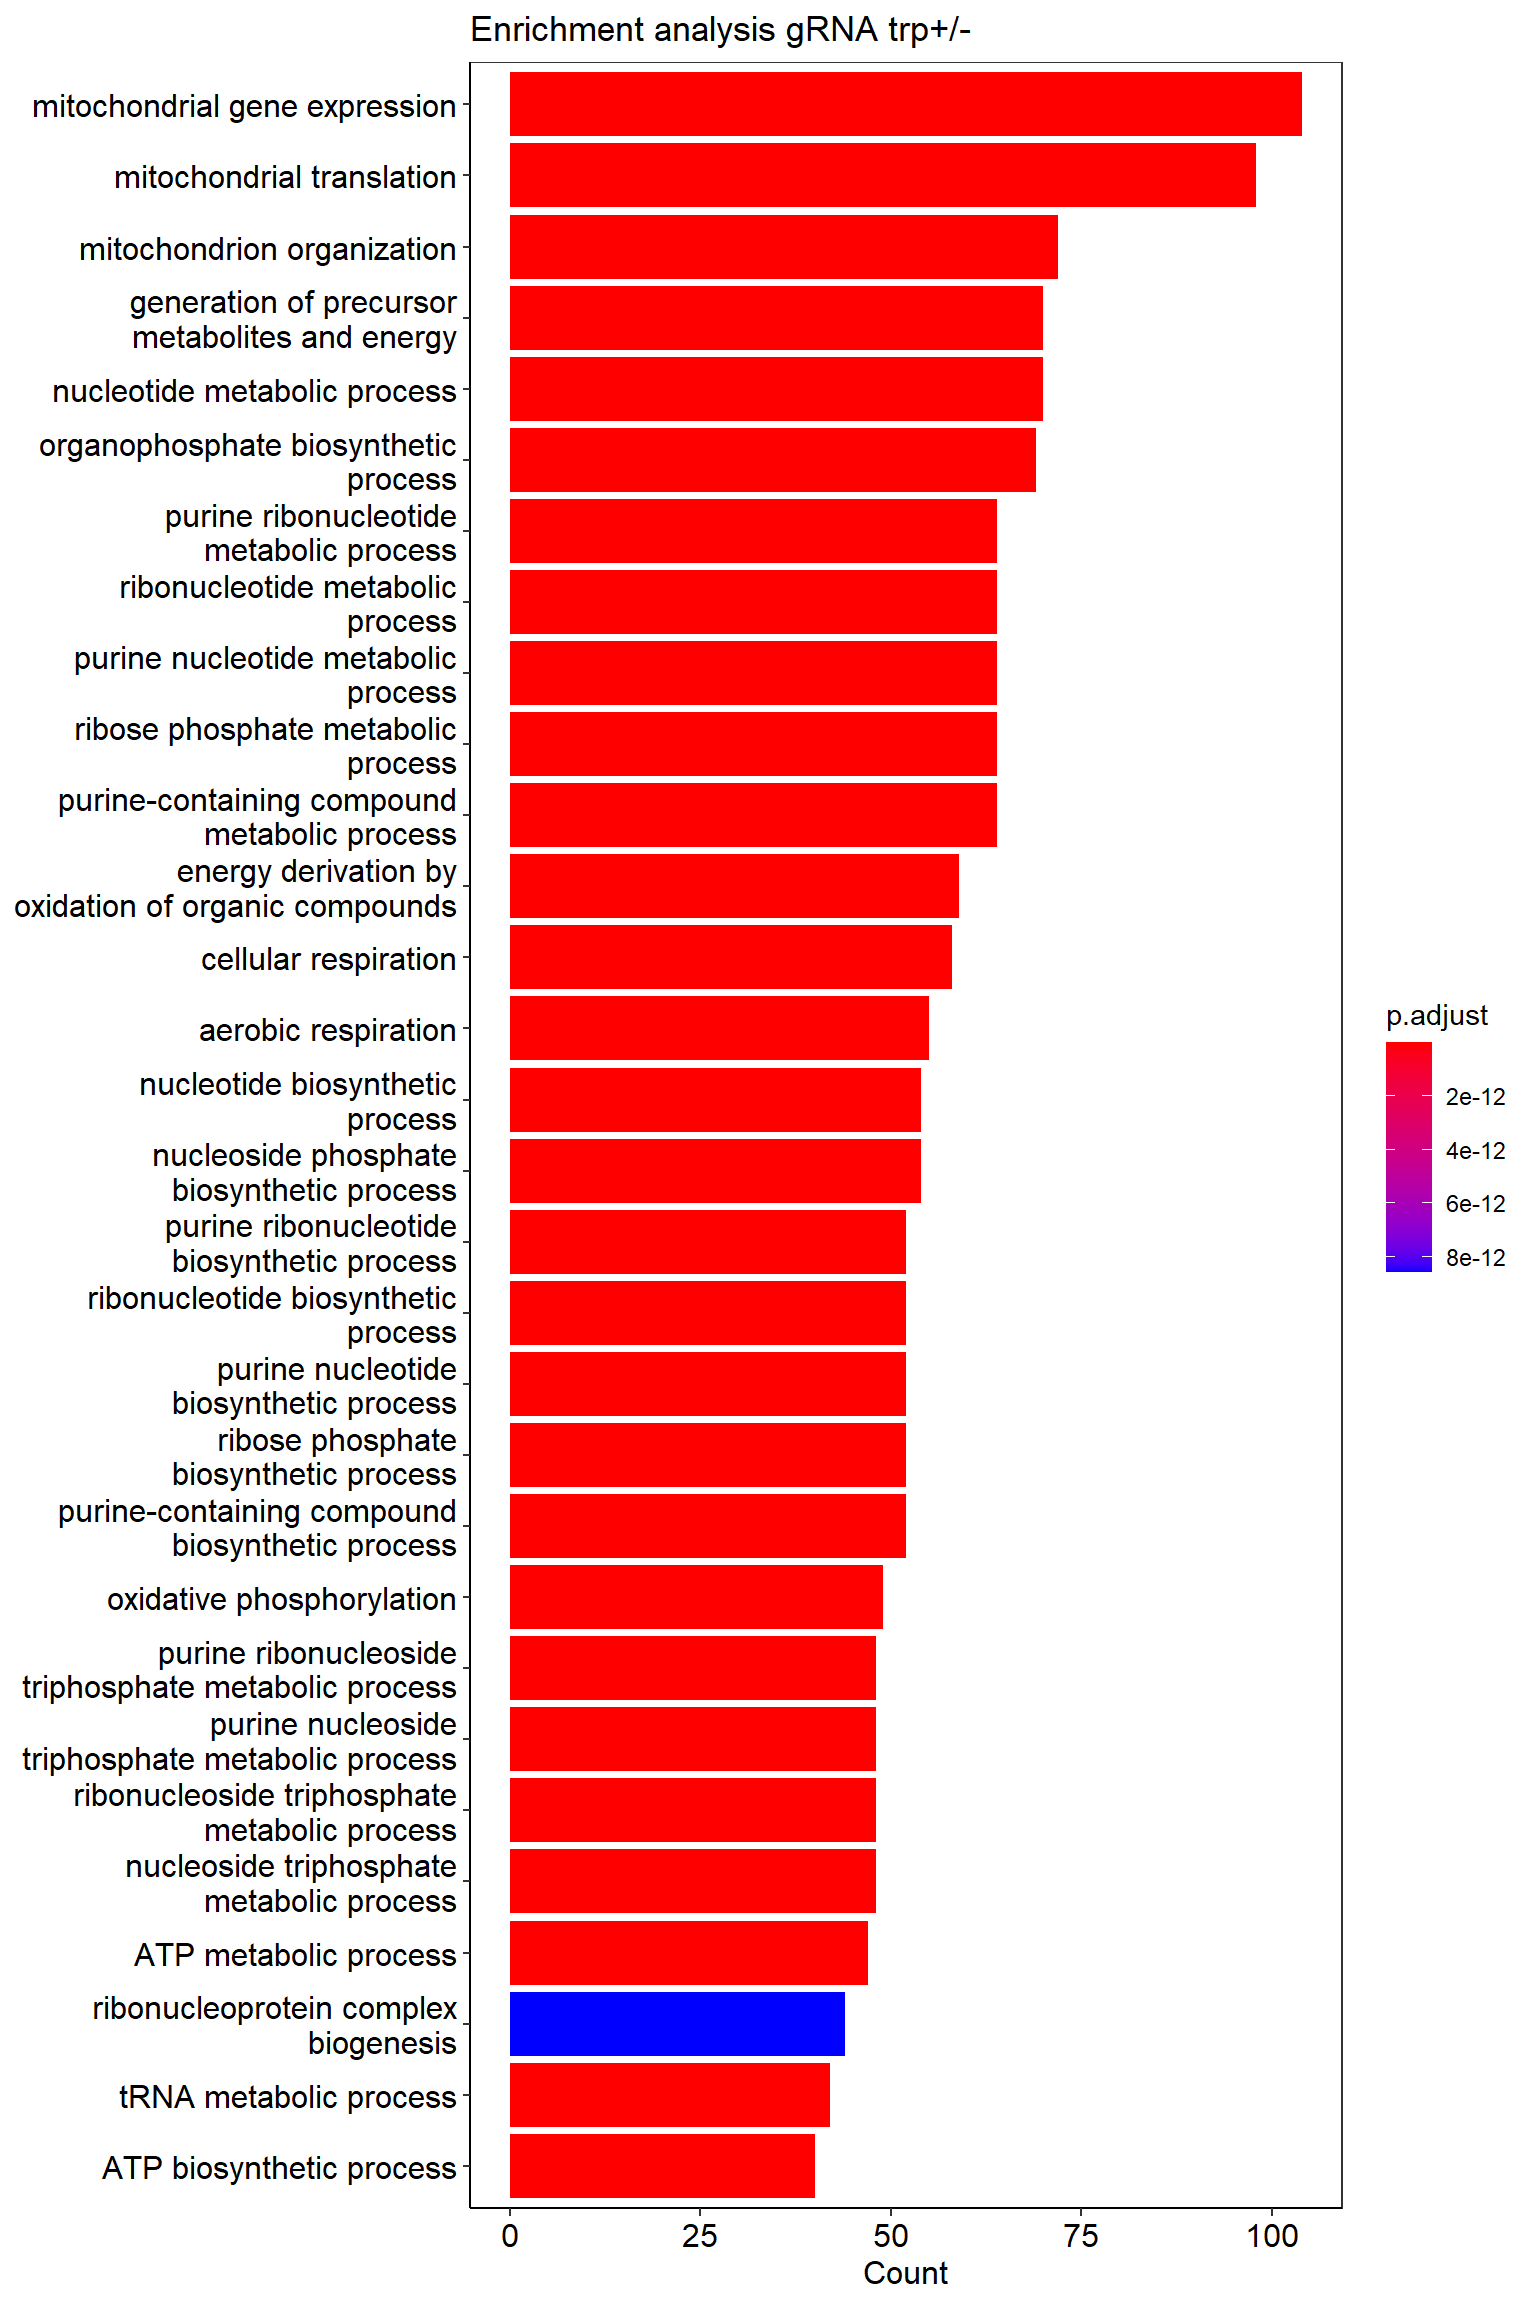 Enrichment analysis gRNA trp+/-
mitochondrial gene expression
mitochondrial translation
mitochondrion organization
generation of precursor
metabolites and energy
nucleotide metabolic process
organophosphate biosynthetic
process
purine ribonucleotide
metabolic process
ribonucleotide metabolic
process
purine nucleotide metabolic
process
ribose phosphate metabolic
process
purine-containing compound
metabolic process
energy derivation by
oxidation of organic compounds
cellular respiration
aerobic respiration
nucleotide biosynthetic
process
nucleoside phosphate
biosynthetic process
purine ribonucleotide
biosynthetic process
ribonucleotide biosynthetic
process
purine nucleotide
biosynthetic process
ribose phosphate
biosynthetic process
purine-containing compound
biosynthetic process
oxidative phosphorylation
purine ribonucleoside
triphosphate metabolic process
purine nucleoside
triphosphate metabolic process
ribonucleoside triphosphate
metabolic process
nucleoside triphosphate
metabolic process
ATP metabolic process
ribonucleoprotein complex
biogenesis
tRNA metabolic process
ATP biosynthetic process
0 25 50 75 100
Count
p.adjust
2e-12
4e-12
6e-12
8e-12